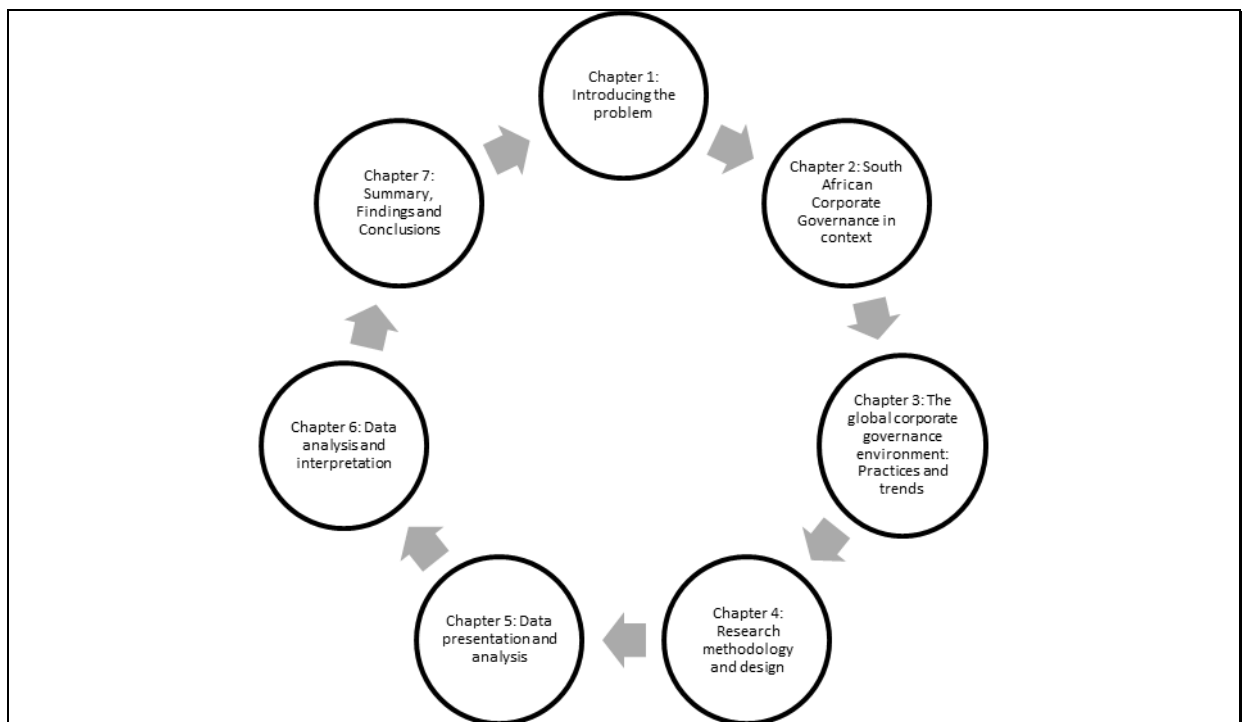 Chapter 1:
Introducing the
problem
Chapter 2: South
African
Corporate
Governance in
context
Chapter 3: The
global corporate
governance
environment:
Practices and
trends
Chapter 4:
Research
methodology
and design
Chapter 5: Data
presentation and
analysis
Chapter 6: Data
analysis and
interpretation
Chapter 7:
Summary,
Findings and
Conclusions